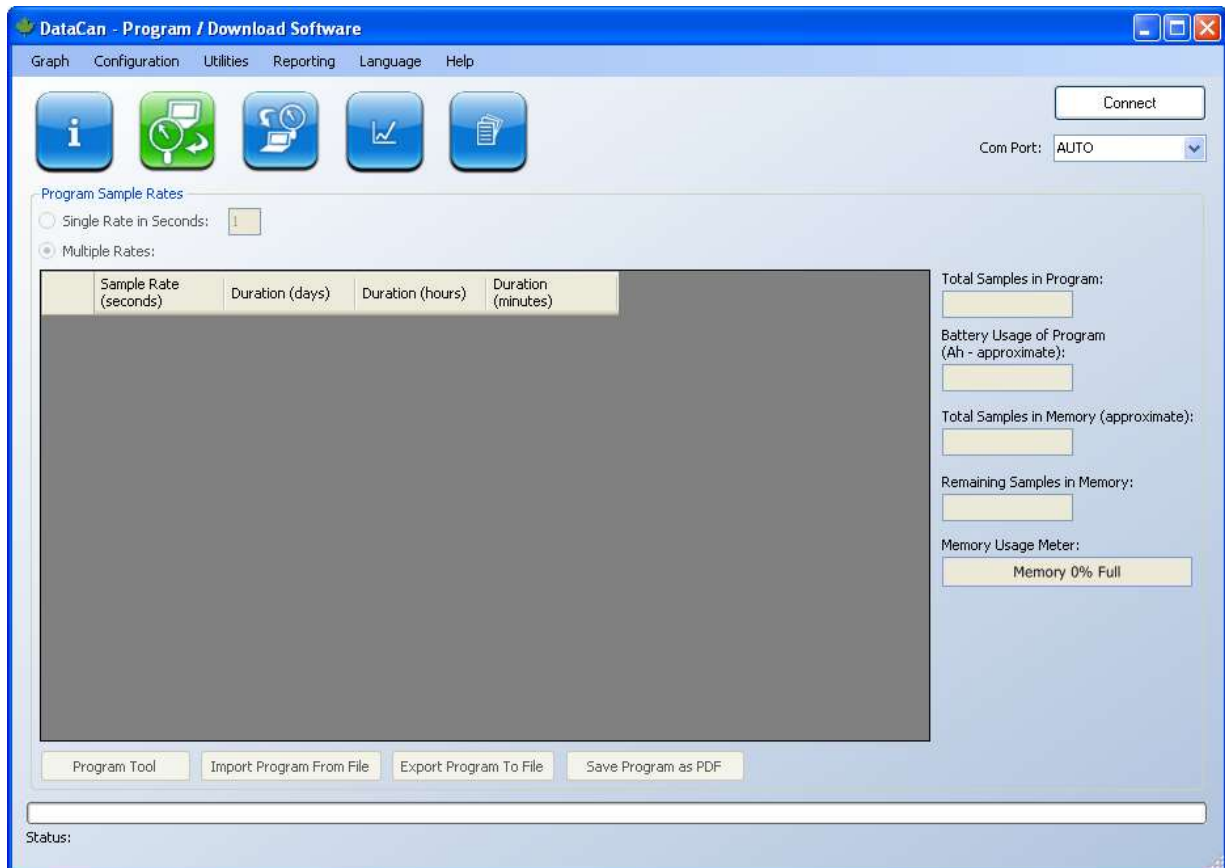 DataCan - Program / Download Software
Graph Configuration Utilities Reporting Language Help
i
Connect
Com Port: AUTO
Program Sample Rates
Single Rate in Seconds: 1
Multiple Rates:
Sample Rate
(seconds)
Duration (days)
Duration (hours)
Duration
(minutes)
Total Samples in Program:
Battery Usage of Program
(Ah - approximate):
Total Samples in Memory (approximate):
Remaining Samples in Memory:
Memory Usage Meter:
Memory 0% Full
Program Tool
Import Program From File
Export Program To File
Save Program as PDF
Status: